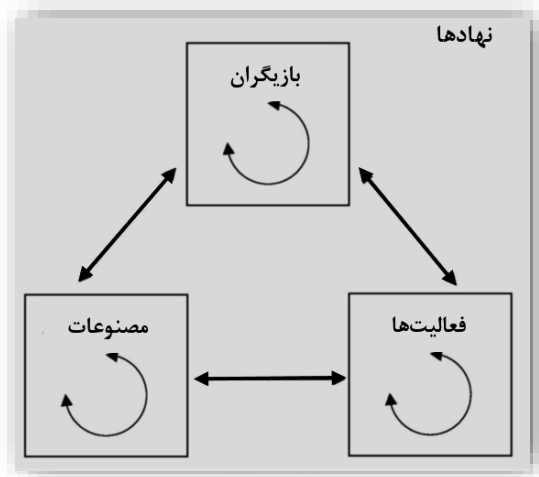 نهادها
بازیگران
فعالیت‌ها
مصنوعات